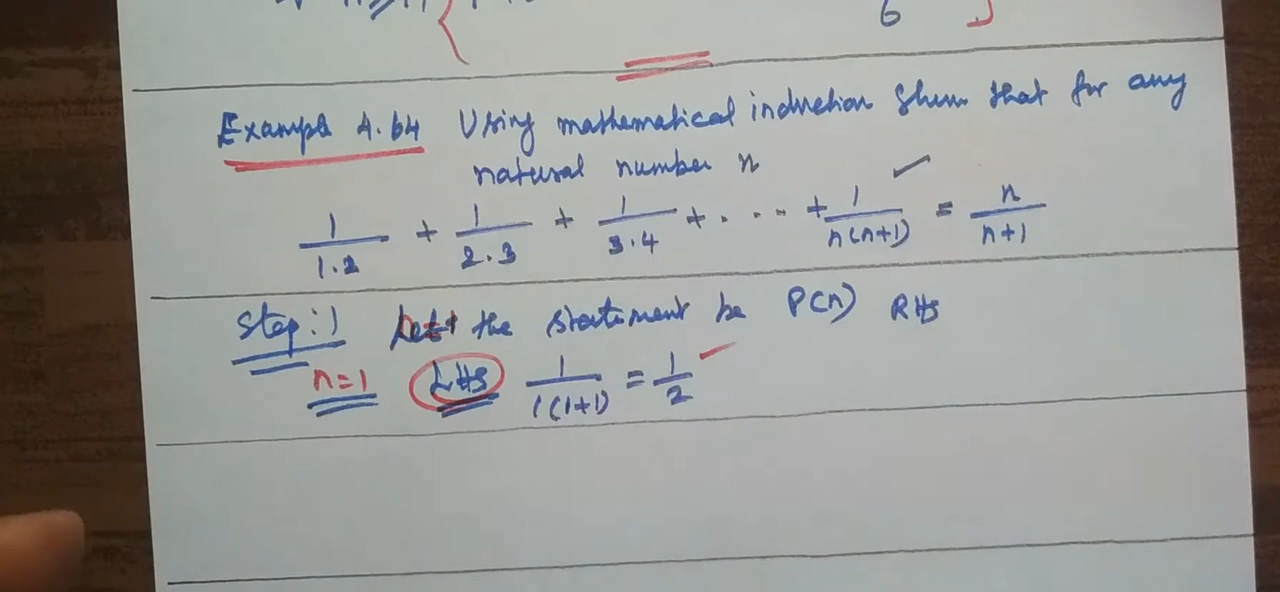 6 ]
Example 4.64 Using mathematical induction show that for any
natural number n
1/1.2 + 1/2.3 + 1/3.4 + .... + 1/n(n+1) = n/n+1
Step:1 Let the statement be P(n) RHS
n=1 LHS 1/1(1+1) = 1/2